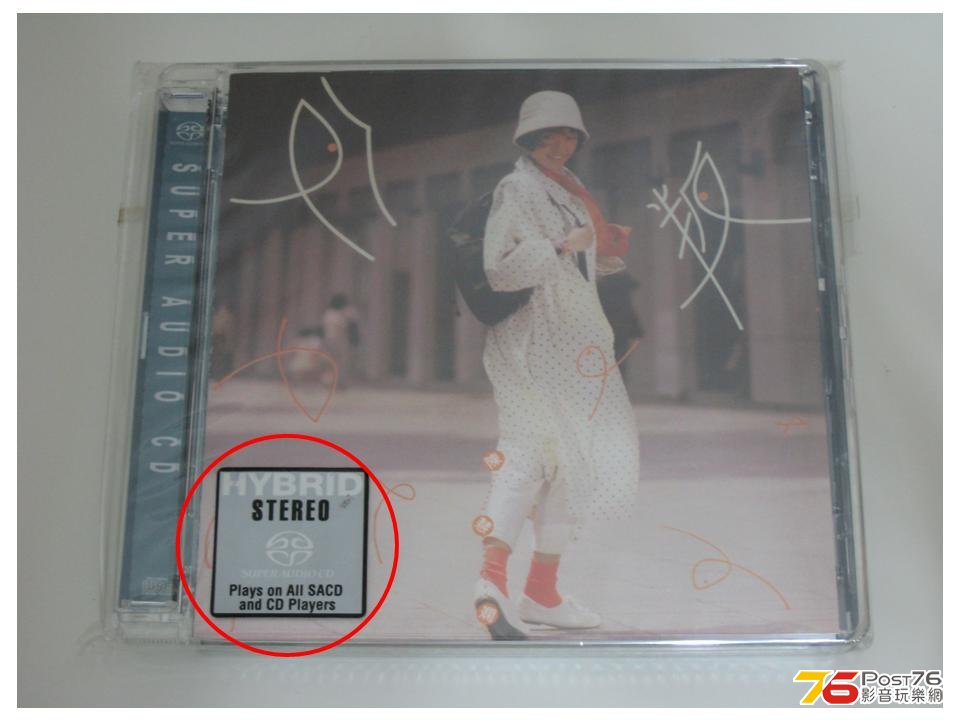 SUPER AUDIO CD
HYBRID
STEREO
SUPER AUDIO CD
Plays on All SACD
and CD Players
76 POST76
影音玩樂網